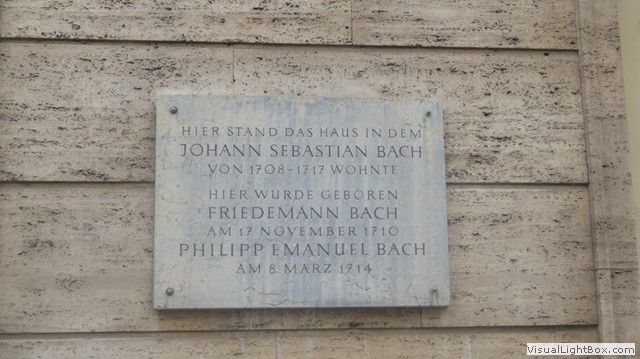 HIER STAND DAS HAUS IN DEM
JOHANN SEBASTIAN BACH
VON 1708-1717 WOHNTE
HIER WURDE GEBOREN
FRIEDEMANN BACH
AM 17. NOVEMBER 1710
PHILIPP EMANUEL BACH
AM 8. MÄRZ 1714
VisualLightBox.com